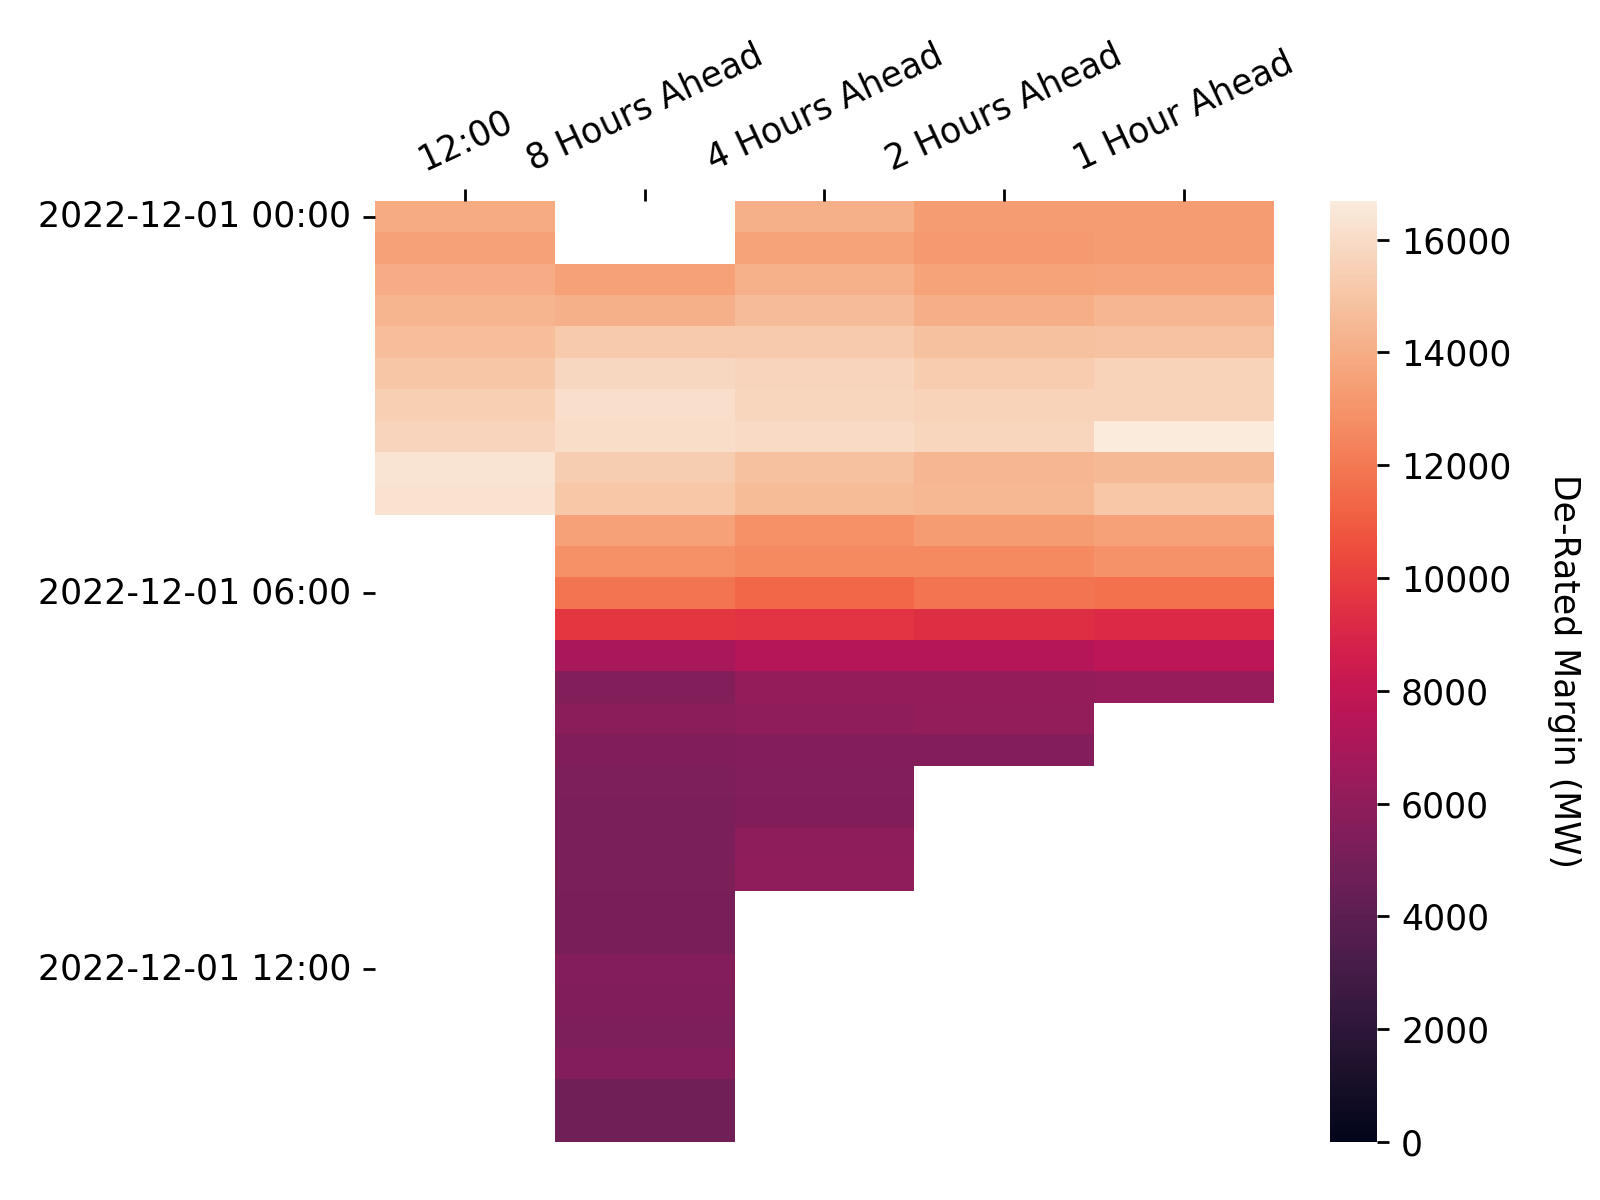 12:00
8 Hours Ahead
4 Hours Ahead
2 Hours Ahead
1 Hour Ahead
2022-12-01 00:00
2022-12-01 06:00
2022-12-01 12:00
16000
14000
12000
10000
8000
6000
4000
2000
0
De-Rated Margin (MW)